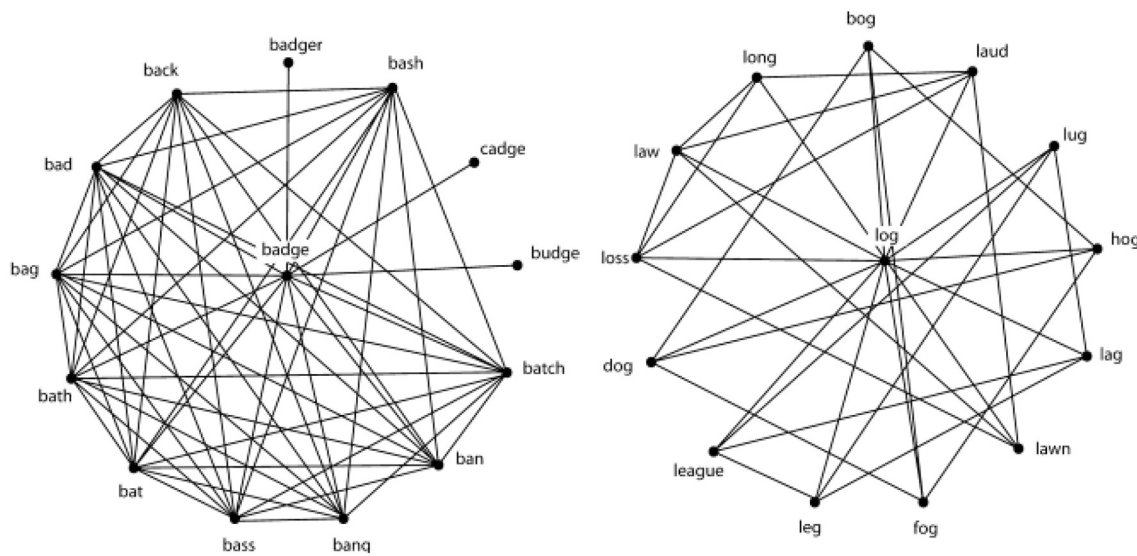 badger
back
bash
bad
cadge
badge
bag
budge
bath
batch
bat
ban
bass
bang
bog
long
laud
lug
law
log
hog
loss
dog
lag
league
lawn
leg
fog